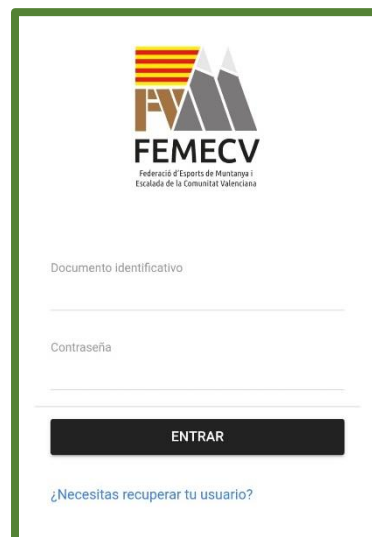 FEMECV
Federació d'Esports de Muntanya i
Escalada de la Comunitat Valenciana
Documento identificativo
Contraseña
ENTRAR
¿Necesitas recuperar tu usuario?